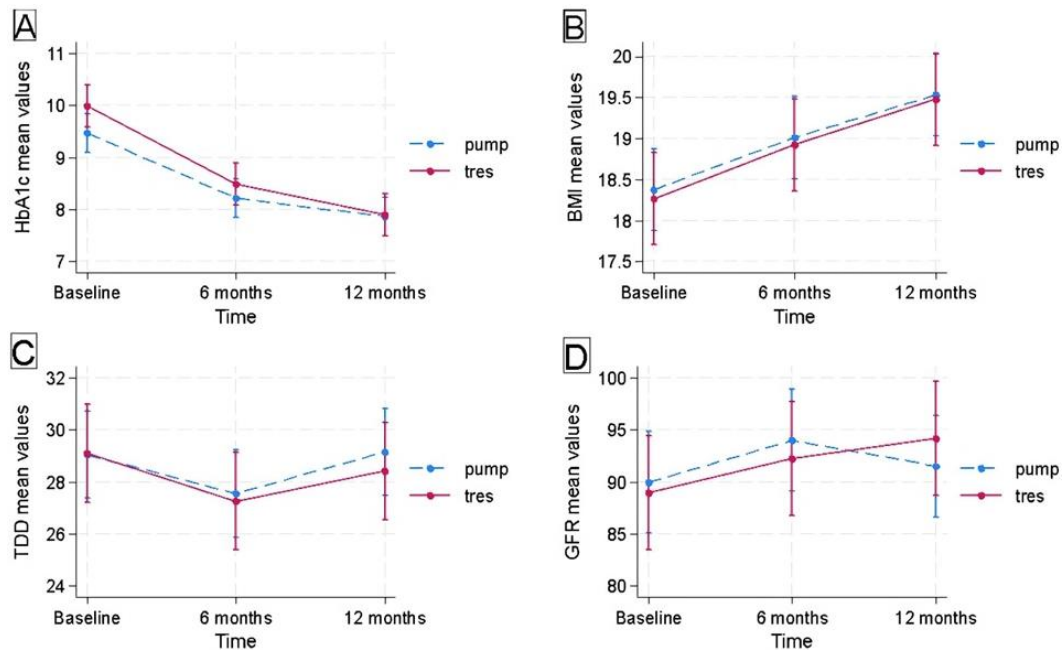 A
HbA1c mean values
11
10
9
8
7
Baseline
6 months
12 months
Time
pump
tres
B
BMI mean values
20
19.5
19
18.5
18
17.5
Baseline
6 months
12 months
Time
pump
tres
C
TDD mean values
32
30
28
26
24
Baseline
6 months
12 months
Time
pump
tres
D
GFR mean values
100
95
90
85
80
Baseline
6 months
12 months
Time
pump
tres